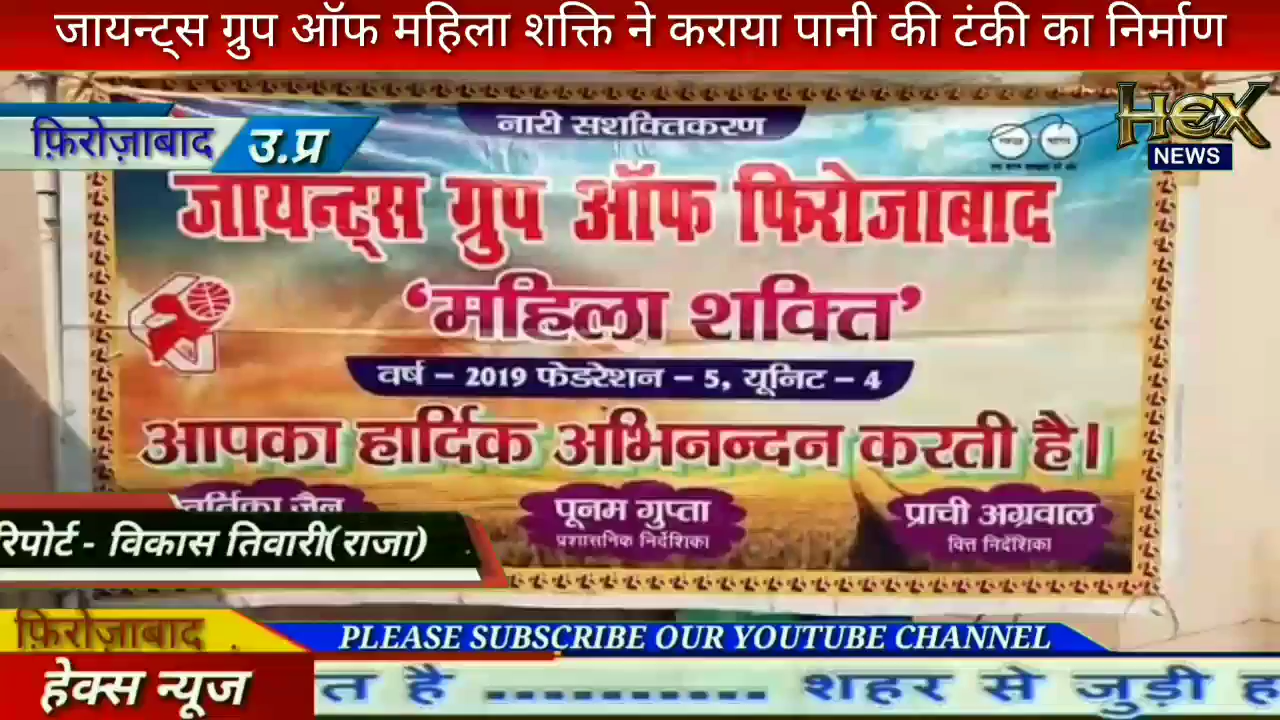 जायन्ट्स ग्रुप ऑफ महिला शक्ति ने कराया पानी की टंकी का निर्माण
HEX
NEWS
फ़िरोज़ाबाद उ.प्र
नारी सशक्तिकरण
जायन्ट्स ग्रुप ऑफ फिरोजाबाद
‘महिला शक्ति’
वर्ष – 2019 फेडरेशन – 5, यूनिट – 4
आपका हार्दिक अभिनन्दन करती है।
जैन
पूनम गुप्ता
प्रशासनिक निर्देशिका
प्राची अग्रवाल
वित्त निर्देशिका
रिपोर्ट - विकास तिवारी(राजा)
फ़िरोज़ाबाद
PLEASE SUBSCRIBE OUR YOUTUBE CHANNEL
हेक्स न्यूज
त है .......... शहर से जुड़ी ह